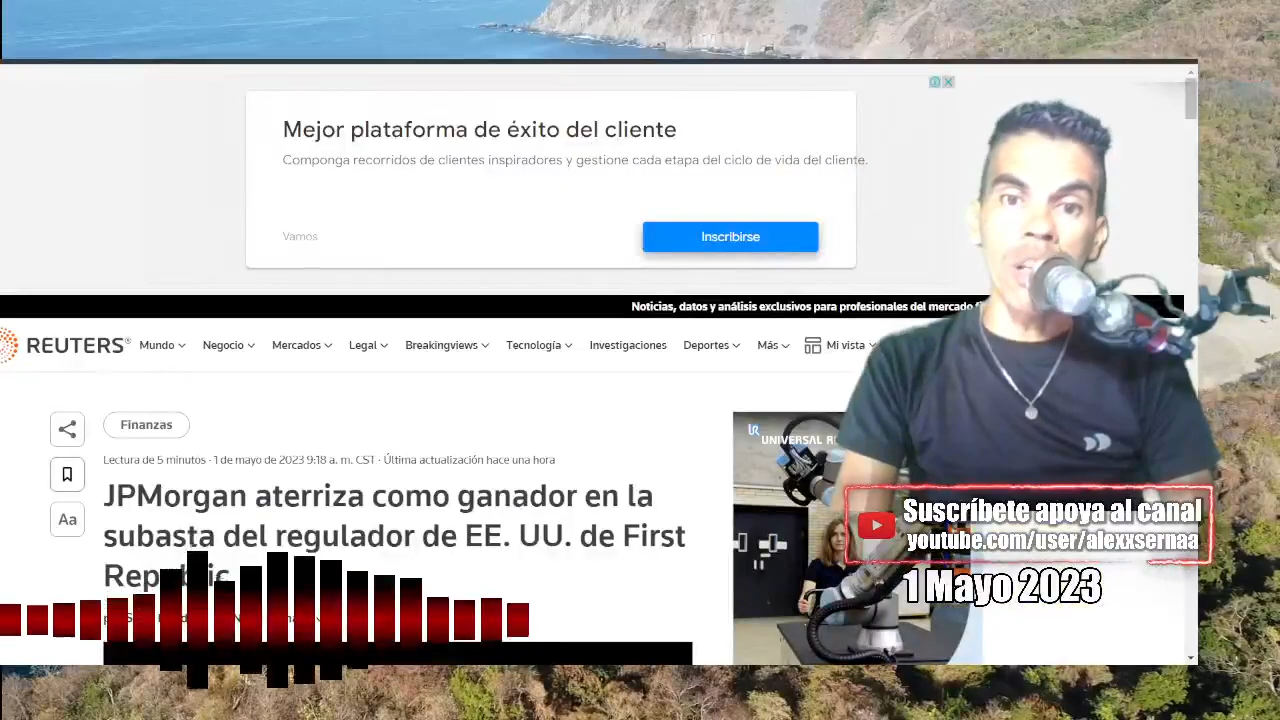 Mejor plataforma de éxito del cliente
Componga recorridos de clientes inspiradores y gestione cada etapa del ciclo de vida del cliente.
Vamos
Inscribirse
Noticias, datos y análisis exclusivos para profesionales del mercado
REUTERS® Mundo Negocio Mercados Legal Breakingviews Tecnología Investigaciones Deportes Más Mi vista
Finanzas
Lectura de 5 minutos · 1 de mayo de 2023 9:18 a. m. CST · Última actualización hace una hora
UNIVERSAL
JPMorgan aterriza como ganador en la
subasta del regulador de EE. UU. de First
Republic
Aa
Suscríbete apoya al canal
youtube.com/user/alexxsernaa
1 Mayo 2023